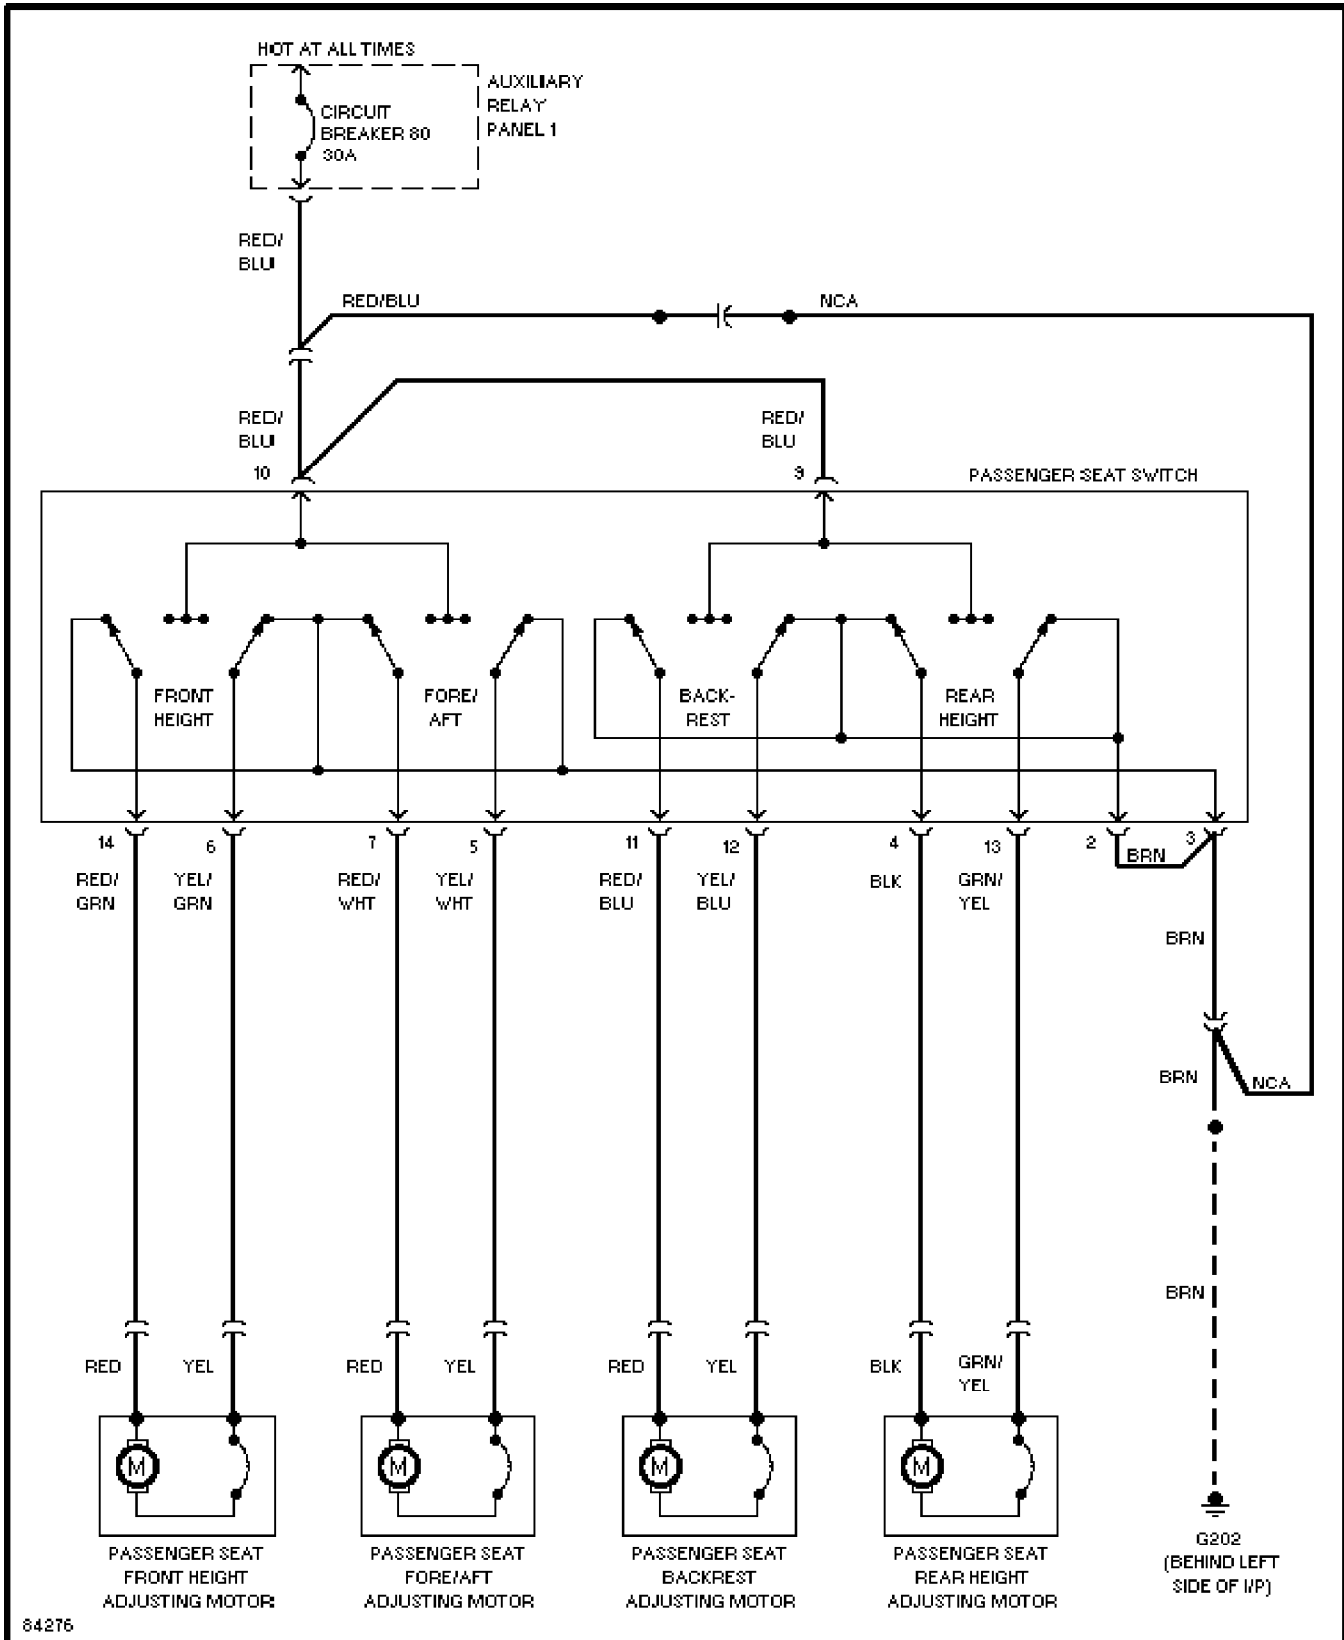 HOT AT ALL TIMES
AUXILIARY
RELAY
PANEL 1
CIRCUIT
BREAKER 80
30A
RED/
BLU
RED/BLU
NCA
RED/
BLU
RED/
BLU
10
9
PASSENGER SEAT SWITCH
FRONT
HEIGHT
FORE/
AFT
BACK-
REST
REAR
HEIGHT
14
6
7
5
11
12
4
13
2
3
BRN
RED/
GRN
YEL/
GRN
RED/
WHT
YEL/
WHT
RED/
BLU
YEL/
BLU
BLK
GRN/
YEL
BRN
BRN
NCA
BRN
RED
YEL
RED
YEL
RED
YEL
BLK
GRN/
YEL
M
M
M
M
PASSENGER SEAT
FRONT HEIGHT
ADJUSTING MOTOR
PASSENGER SEAT
FORE/AFT
ADJUSTING MOTOR
PASSENGER SEAT
BACKREST
ADJUSTING MOTOR
PASSENGER SEAT
REAR HEIGHT
ADJUSTING MOTOR
G202
(BEHIND LEFT
SIDE OF I/P)
84276